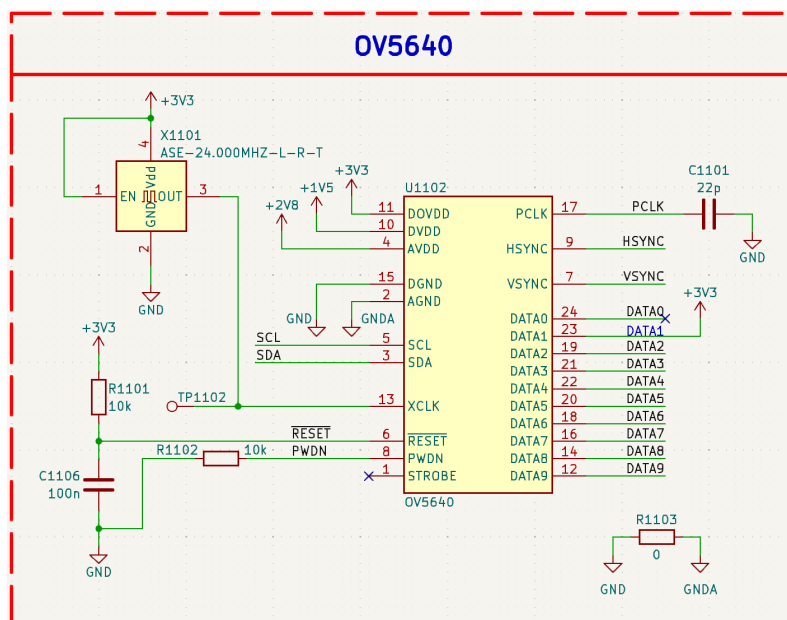 OV5640
+3V3
X1101
ASE-24.000MHZ-L-R-T
4
Vdd
1
EN
OUT
3
GND
2
GND
+3V3
+1V5
+2V8
U1102
11
DOVDD
10
DVDD
4
AVDD
15
DGND
2
AGND
GND
GNDA
SCL
5
SCL
SDA
3
SDA
TP1102
13
XCLK
RESET
6
RESET
PWDN
8
PWDN
1
STROBE
OV5640
PCLK
17
PCLK
C1101
22p
GND
HSYNC
9
HSYNC
VSYNC
7
VSYNC
+3V3
DATA0
24
DATA0
DATA1
23
DATA1
DATA2
19
DATA2
DATA3
21
DATA3
DATA4
22
DATA4
DATA5
20
DATA5
DATA6
18
DATA6
DATA7
16
DATA7
DATA8
14
DATA8
DATA9
12
DATA9
+3V3
R1101
10k
R1102
10k
C1106
100n
GND
R1103
0
GND
GNDA